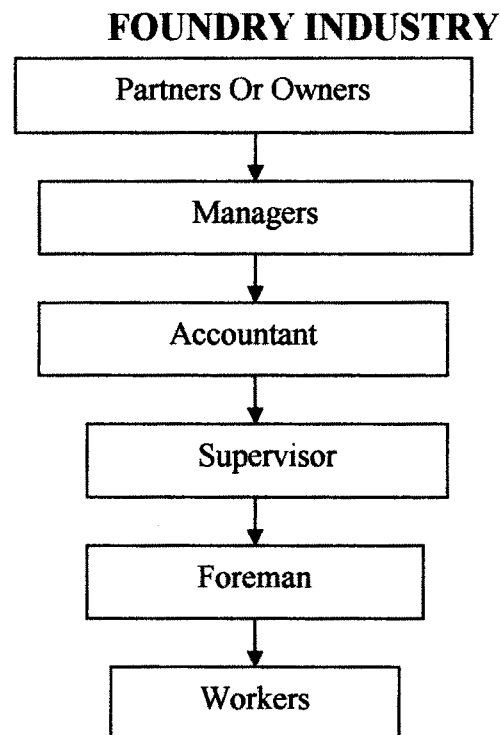 FOUNDRY INDUSTRY
Partners Or Owners
Managers
Accountant
Supervisor
Foreman
Workers